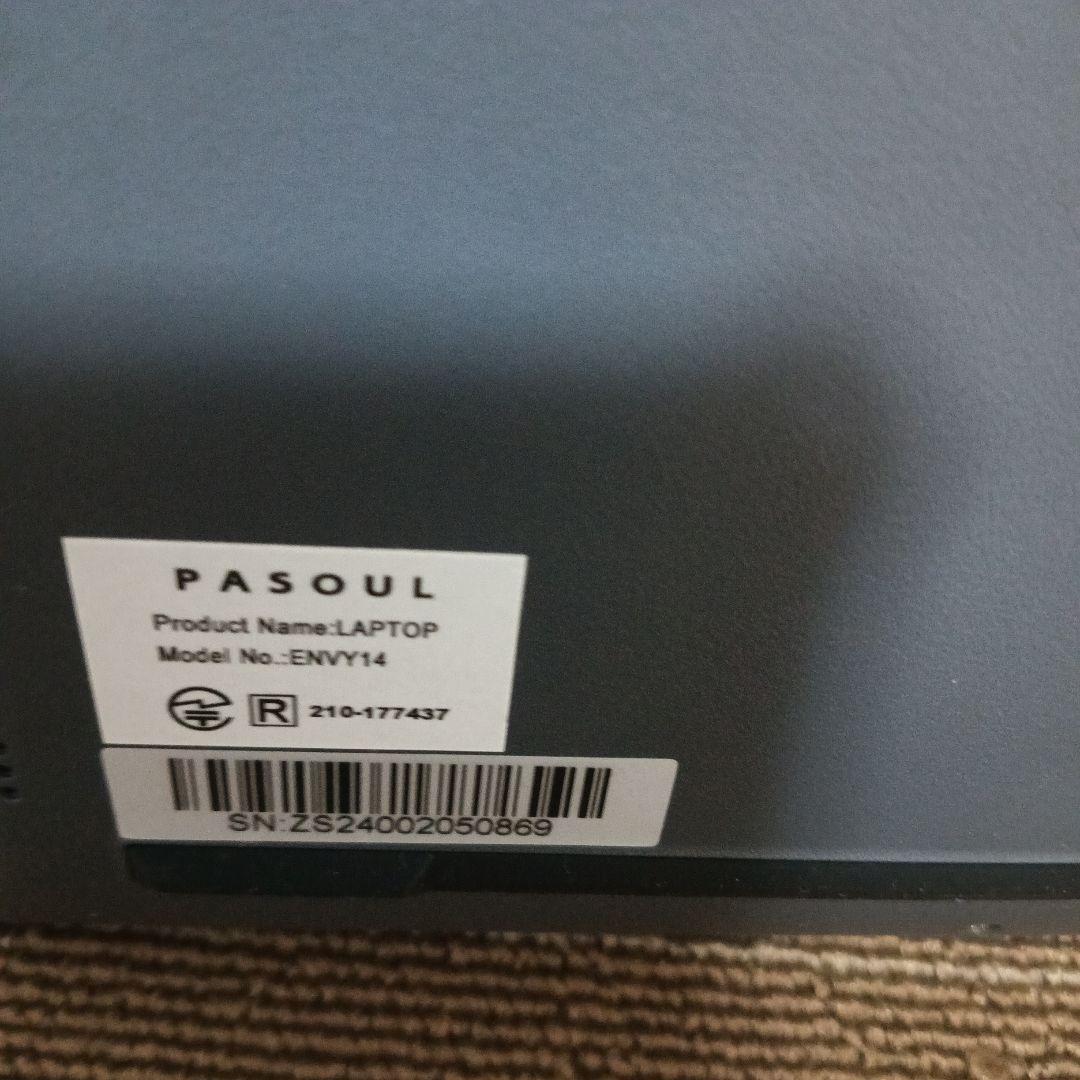 PASOUL
Product Name:LAPTOP
Model No.:ENVY14
R 210-177437
SN:ZS24002050869